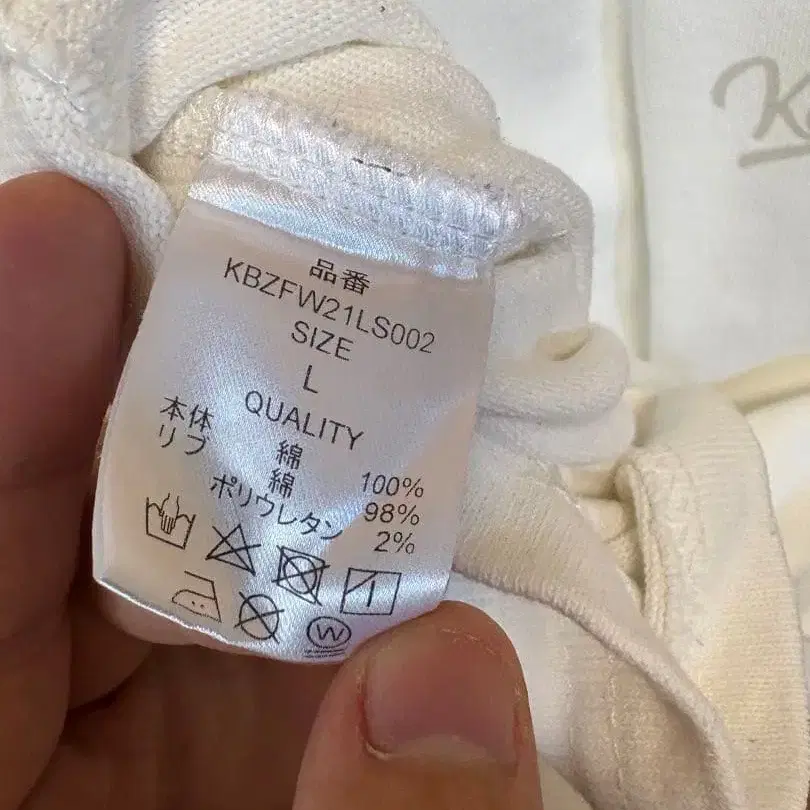 品番
KBZFW21LS002
SIZE
L
QUALITY
本体 綿 100%
リブ 綿 98%
ポリウレタン 2%
W
K